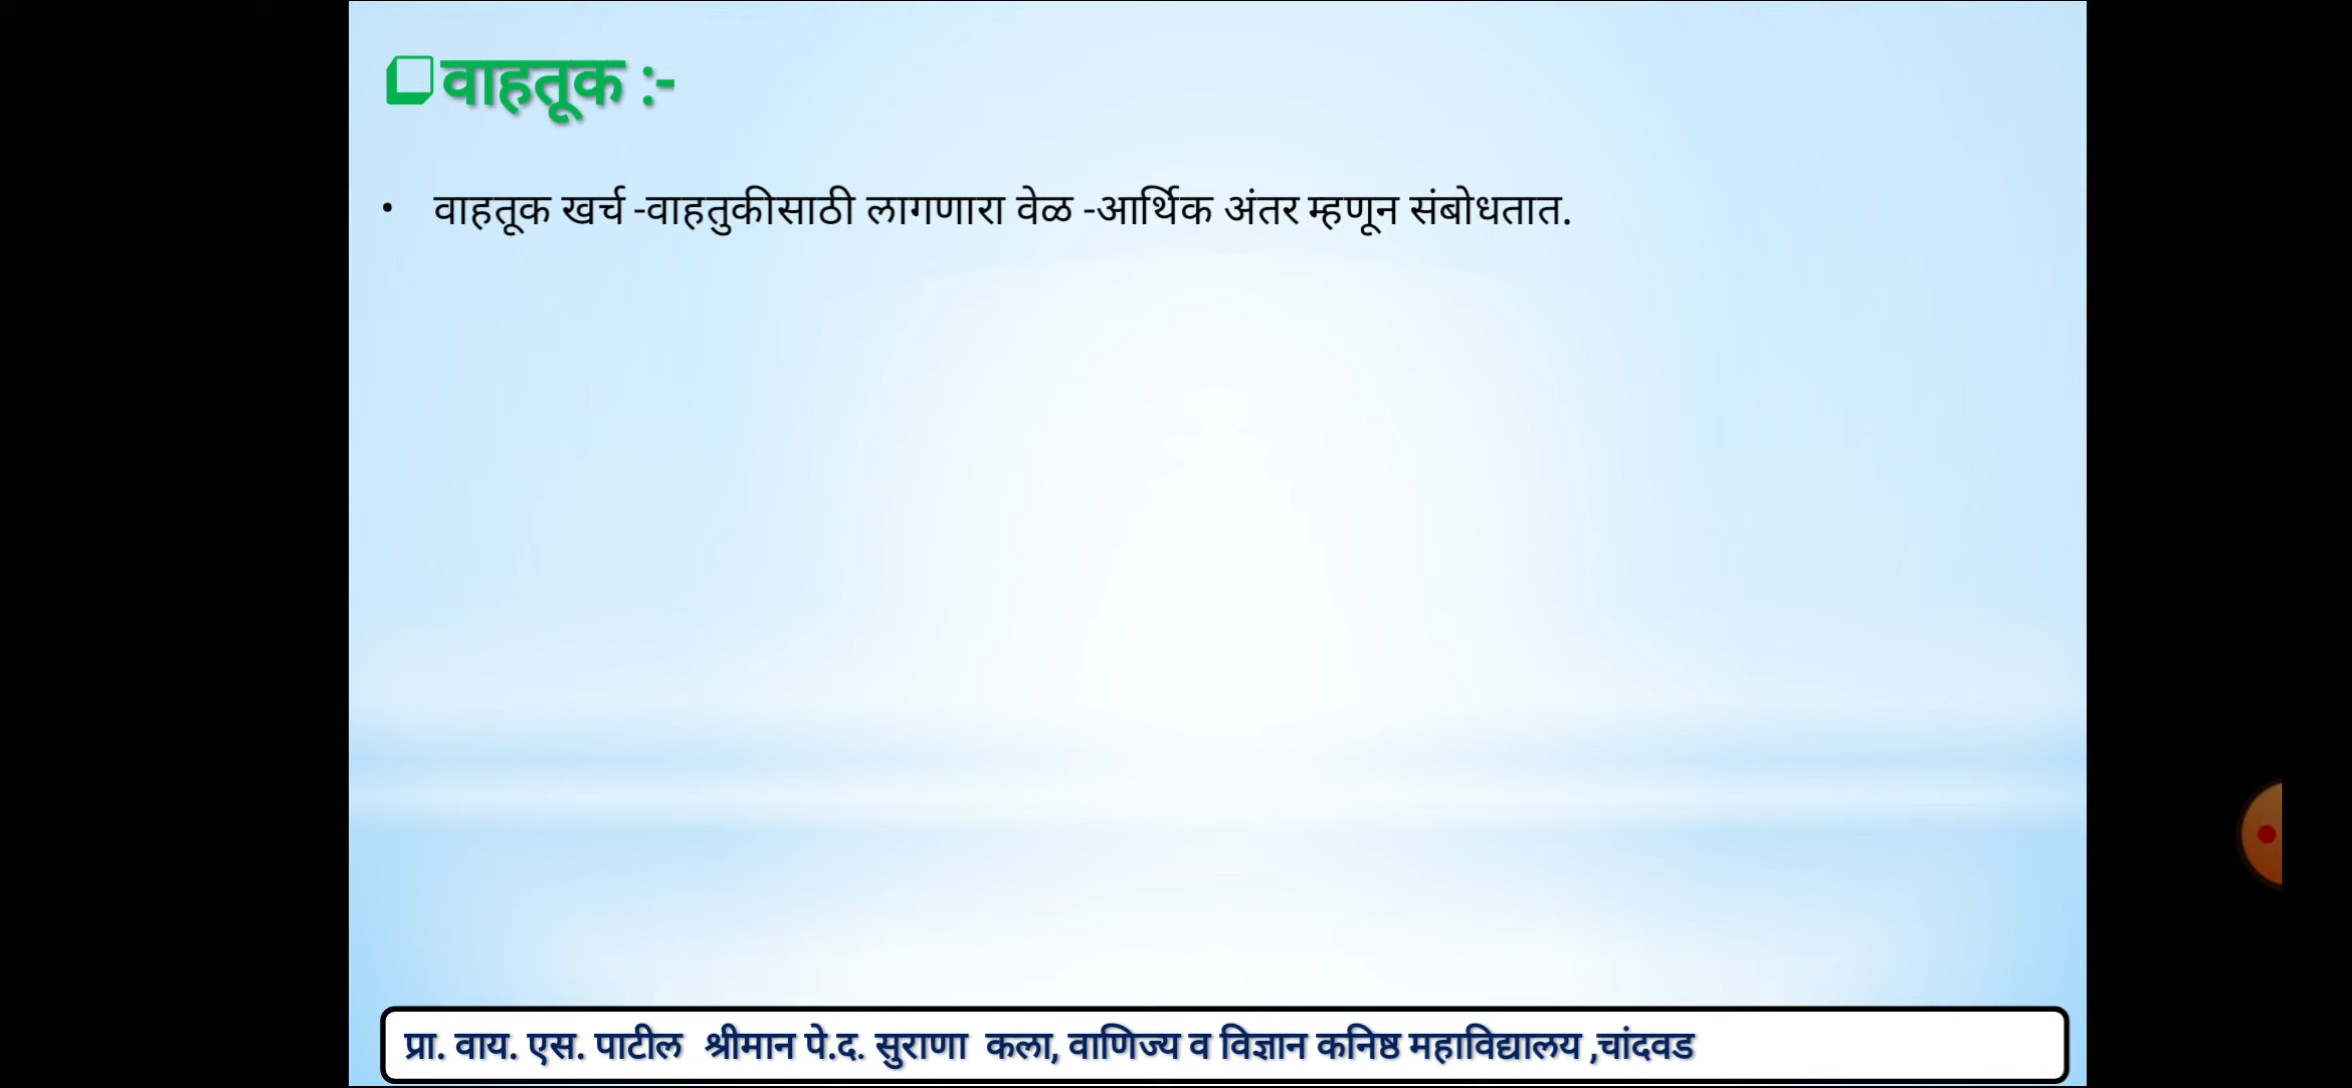 वाहतूक :-
• वाहतूक खर्च -वाहतुकीसाठी लागणारा वेळ -आर्थिक अंतर म्हणून संबोधतात.
प्रा. वाय. एस. पाटील श्रीमान पे.द. सुराणा कला, वाणिज्य व विज्ञान कनिष्ठ महाविद्यालय ,चांदवड